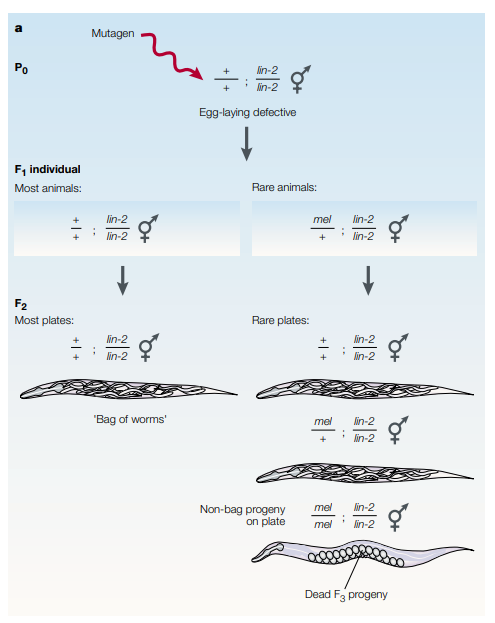 a
Mutagen
P0
+ ; lin-2
+ lin-2
Egg-laying defective
F1 individual
Most animals:
Rare animals:
+ ; lin-2
+ lin-2
mel ; lin-2
+ lin-2
F2
Most plates:
Rare plates:
+ ; lin-2
+ lin-2
+ ; lin-2
+ lin-2
'Bag of worms'
mel ; lin-2
+ lin-2
Non-bag progeny
on plate
mel ; lin-2
mel lin-2
Dead F3 progeny